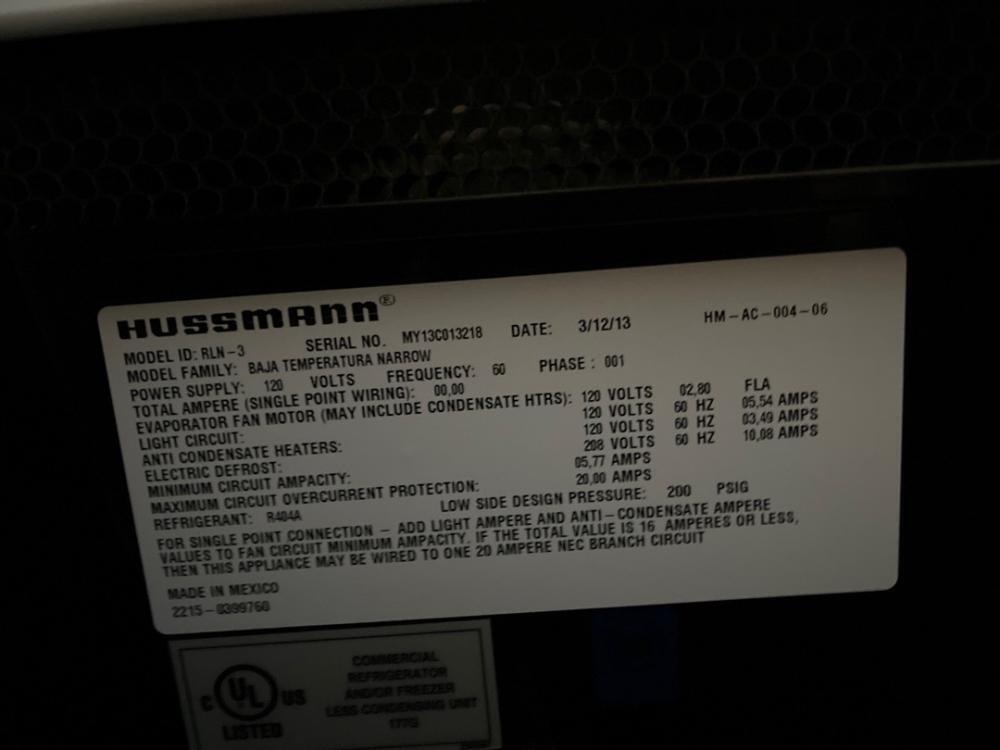 HUSSMANN®
MODEL ID: RLN-3 SERIAL NO. MY13C013218 DATE: 3/12/13 HM-AC-004-06
MODEL FAMILY: BAJA TEMPERATURA NARROW
POWER SUPPLY: 120 VOLTS FREQUENCY: 60 PHASE : 001
TOTAL AMPERE (SINGLE POINT WIRING): 00,00
EVAPORATOR FAN MOTOR (MAY INCLUDE CONDENSATE HTRS): 120 VOLTS 02,80 FLA
LIGHT CIRCUIT: 120 VOLTS 60 HZ 05,54 AMPS
ANTI CONDENSATE HEATERS: 120 VOLTS 60 HZ 03,49 AMPS
ELECTRIC DEFROST: 208 VOLTS 60 HZ 10,08 AMPS
MINIMUM CIRCUIT AMPACITY: 05,77 AMPS
MAXIMUM CIRCUIT OVERCURRENT PROTECTION: 20,00 AMPS
REFRIGERANT: R404A LOW SIDE DESIGN PRESSURE: 200 PSIG
FOR SINGLE POINT CONNECTION - ADD LIGHT AMPERE AND ANTI-CONDENSATE AMPERE
VALUES TO FAN CIRCUIT MINIMUM AMPACITY. IF THE TOTAL VALUE IS 16 AMPERES OR LESS,
THEN THIS APPLIANCE MAY BE WIRED TO ONE 20 AMPERE NEC BRANCH CIRCUIT
MADE IN MEXICO
2215-0399760
C UL US
LISTED
COMMERCIAL
REFRIGERATOR
AND/OR FREEZER
LESS CONDENSING UNIT
177G